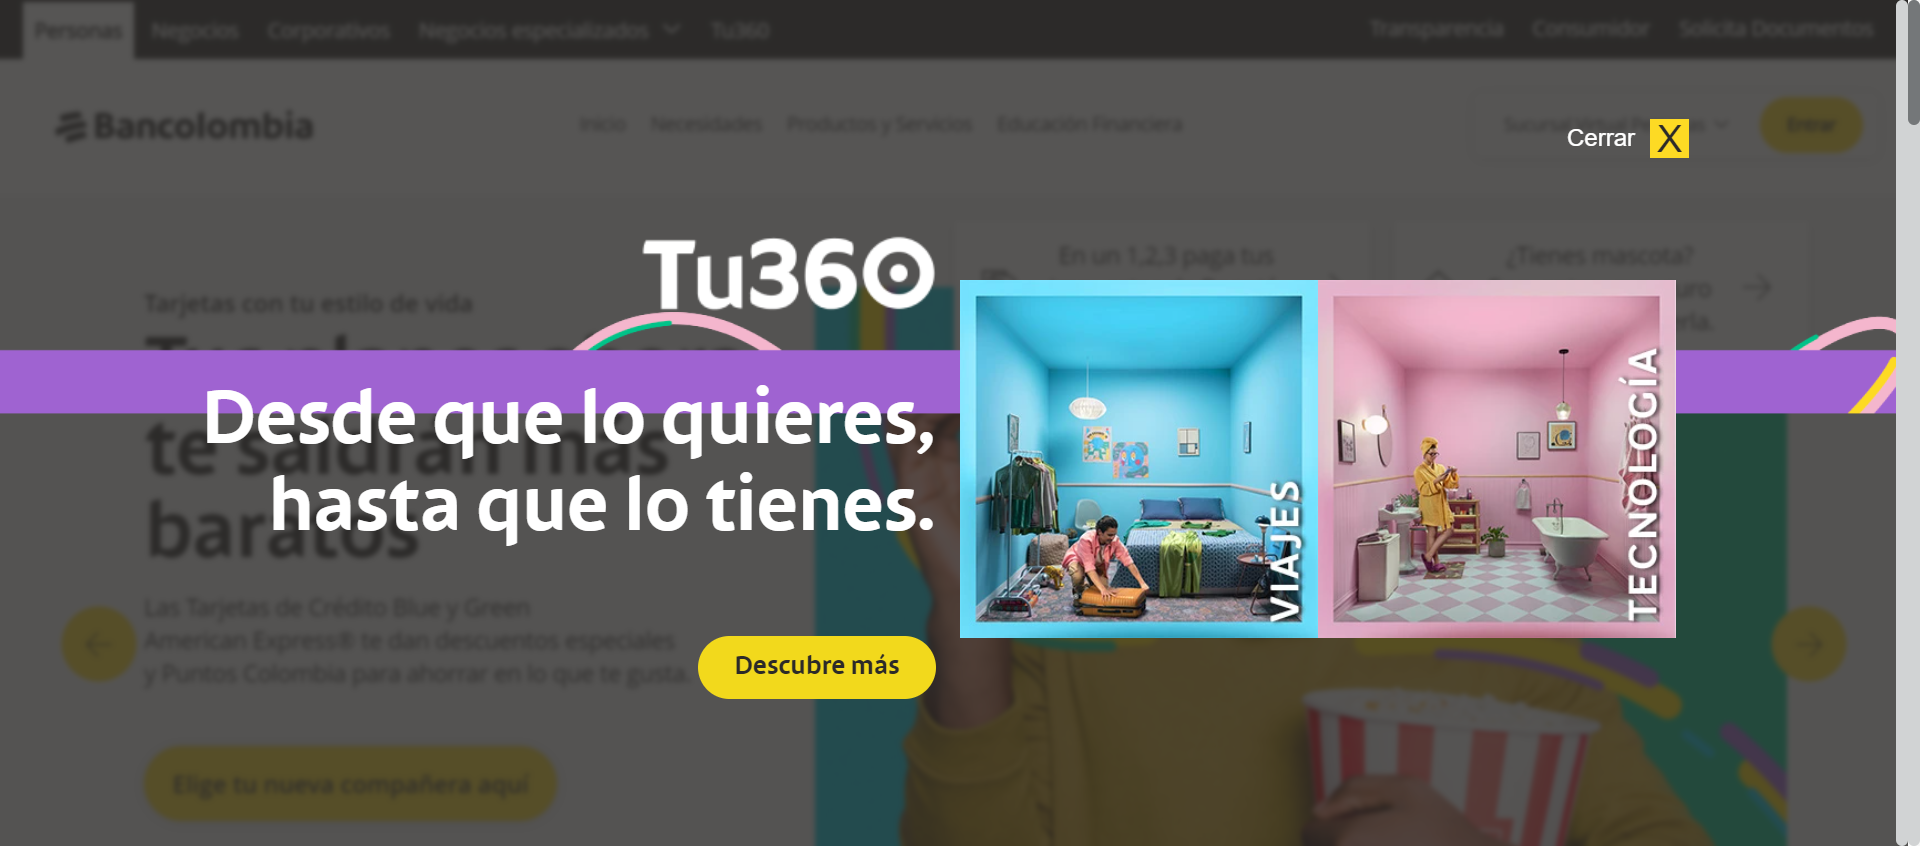 Personas Negocios Corporativos Negocios especializados Tu360 Transparencia Consumidor Solicita Documentos
Bancolombia Inicio Necesidades Productos y Servicios Educación Financiera Sucursal Virtual Entrar
Cerrar X
Tu360
En un 1,2,3 paga tus
¿Tienes mascota?
Tarjetas con tu estilo de vida
Desde que lo quieres,
hasta que lo tienes.
te saldrán más
baratos
VIAJES
TECNOLOGÍA
Las Tarjetas de Crédito Blue y Green
American Express® te dan descuentos especiales
y Puntos Colombia para ahorrar en lo que te gusta.
Descubre más
Elige tu nueva compañera aquí